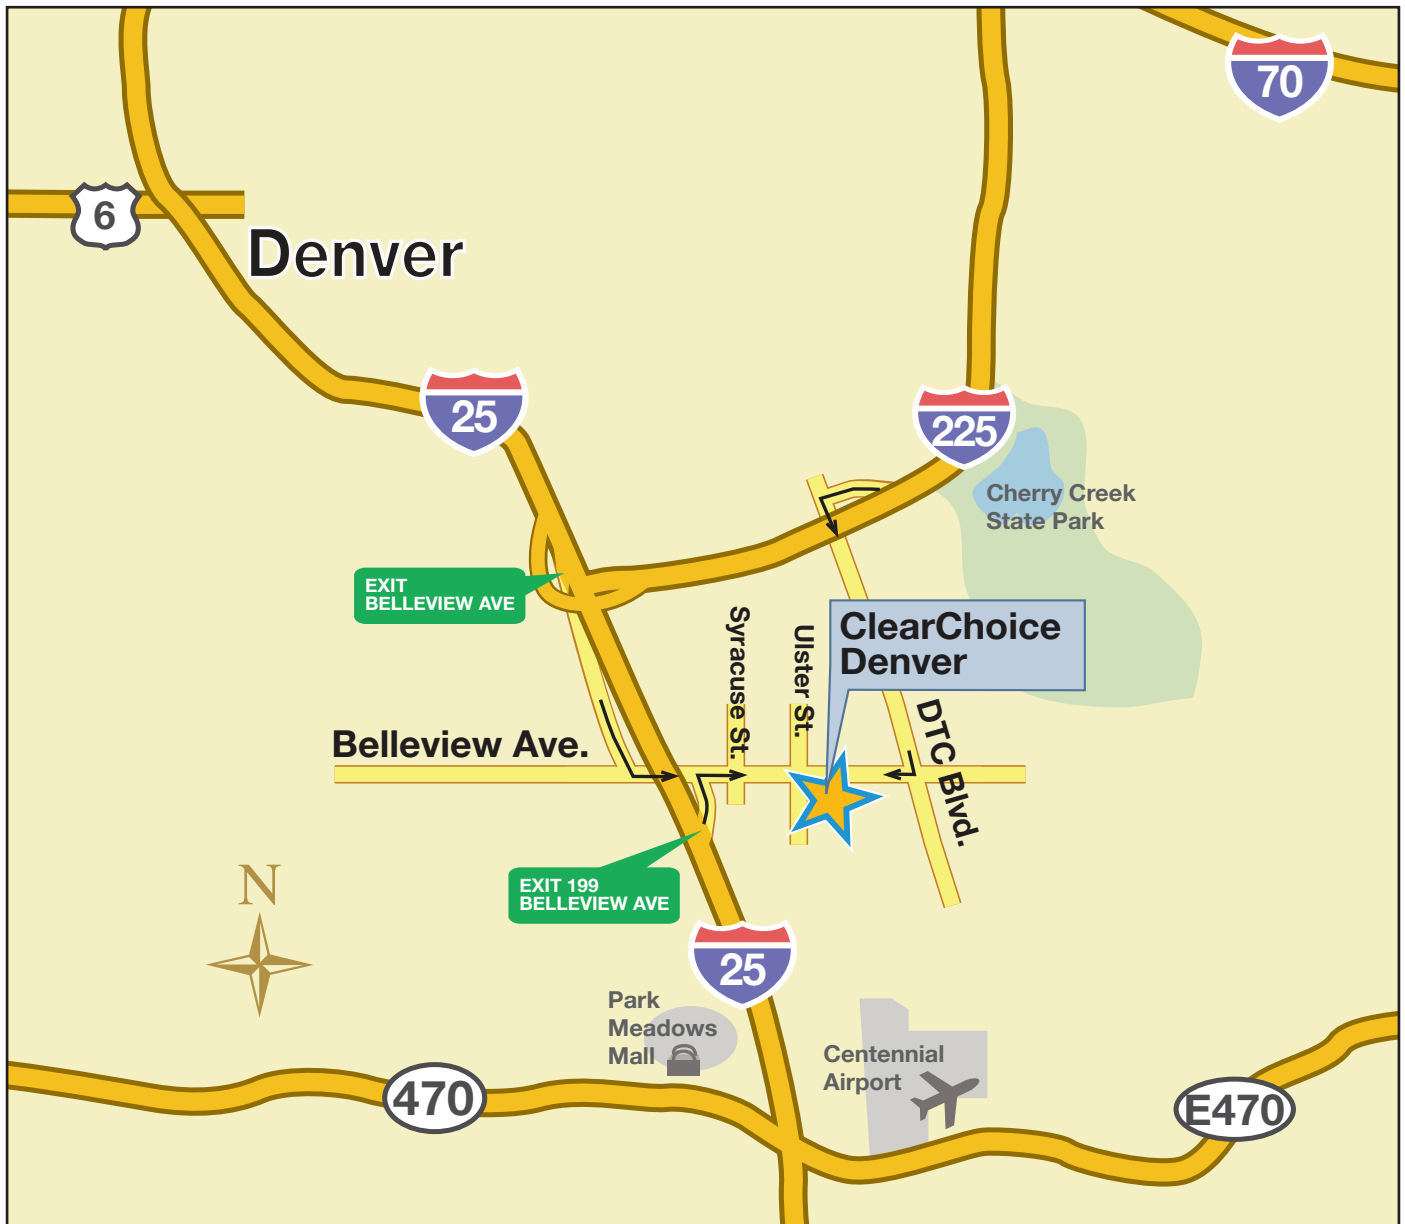 70
6
Denver
25
225
Cherry Creek
State Park
EXIT
BELLEVIEW AVE
Syracuse St.
Ulster St.
ClearChoice
Denver
DTC Blvd.
Belleview Ave.
EXIT 199
BELLEVIEW AVE
N
25
Park
Meadows
Mall
Centennial
Airport
470
E470